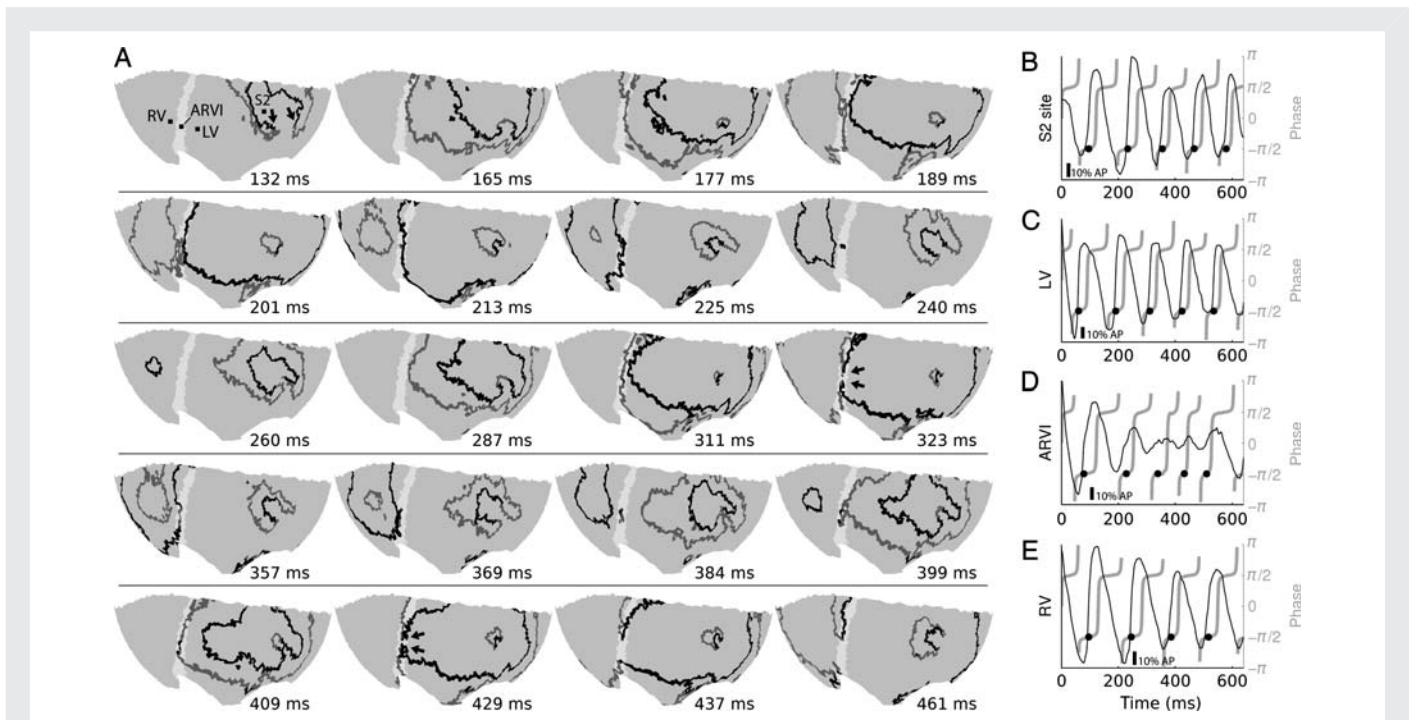 A
RV
ARVI
LV
S2
132 ms
165 ms
177 ms
189 ms
201 ms
213 ms
225 ms
240 ms
260 ms
287 ms
311 ms
323 ms
357 ms
369 ms
384 ms
399 ms
409 ms
429 ms
437 ms
461 ms
B
S2 site
10% AP
π
π/2
0
−π/2
−π
Phase
0 200 400 600
C
LV
10% AP
π
π/2
0
−π/2
−π
Phase
0 200 400 600
D
ARVI
10% AP
π
π/2
0
−π/2
−π
Phase
0 200 400 600
E
RV
10% AP
π
π/2
0
−π/2
−π
Phase
0 200 400 600
Time (ms)